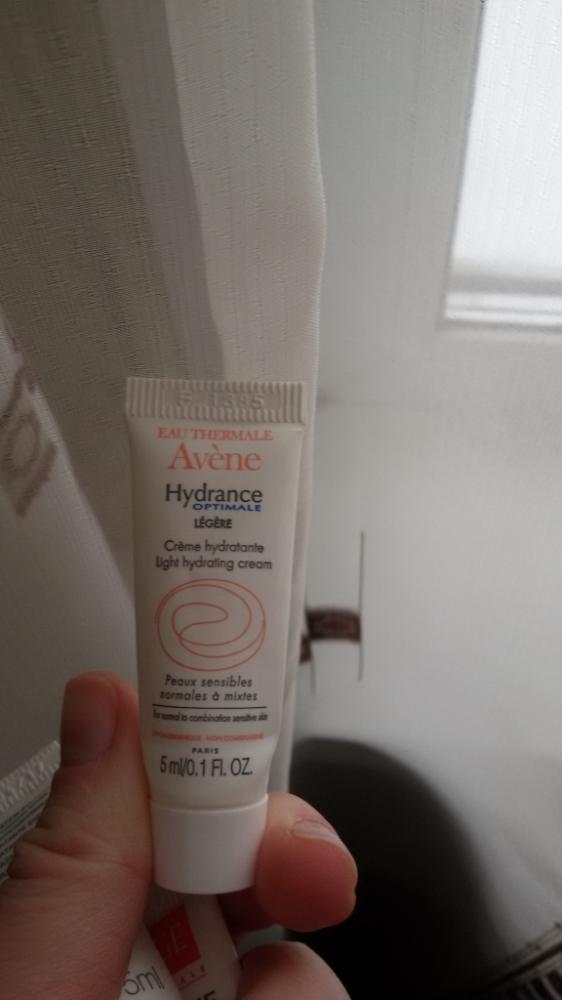 EAU THERMALE
Avène
Hydrance
OPTIMALE
LÉGÈRE
Crème hydratante
Light hydrating cream
Peaux sensibles
normales à mixtes
For normal to combination sensitive skin
PARIS
5 ml/0.1 Fl. OZ.
5ml